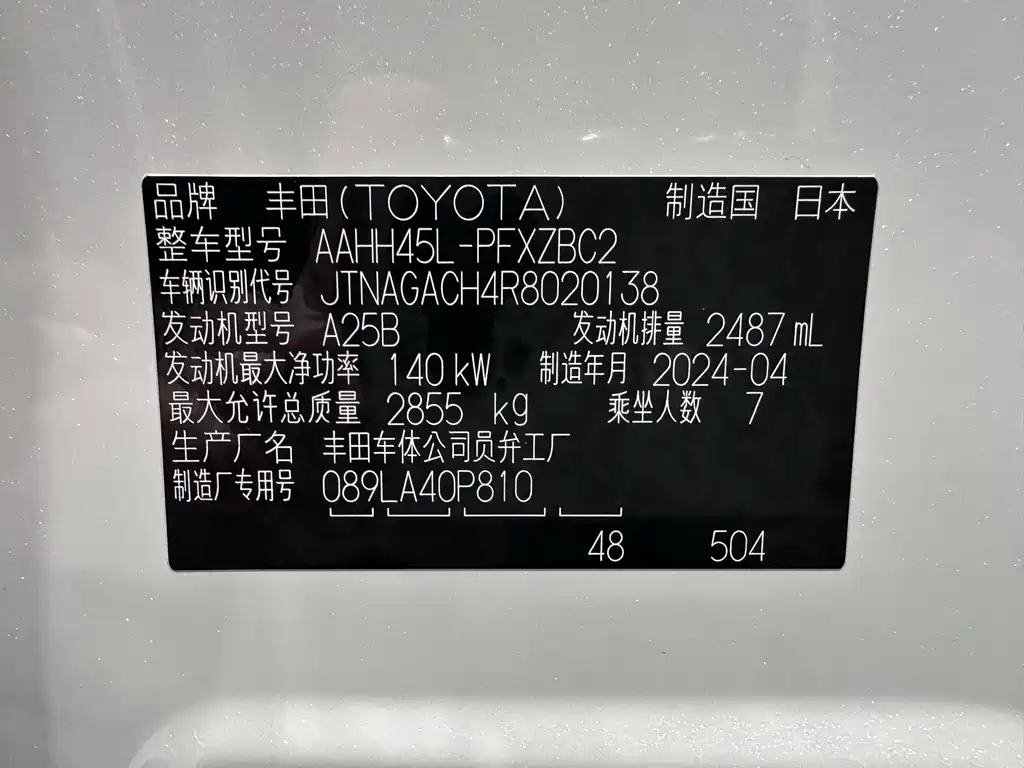 品牌 丰田(TOYOTA) 制造国 日本
整车型号 AAHH45L-PFXZBC2
车辆识别代号 JTNAGACH4R8020138
发动机型号 A25B 发动机排量 2487 mL
发动机最大净功率 140 kW 制造年月 2024-04
最大允许总质量 2855 kg 乘坐人数 7
生产厂名 丰田车体公司员弁工厂
制造厂专用号 089LA40P810
48 504